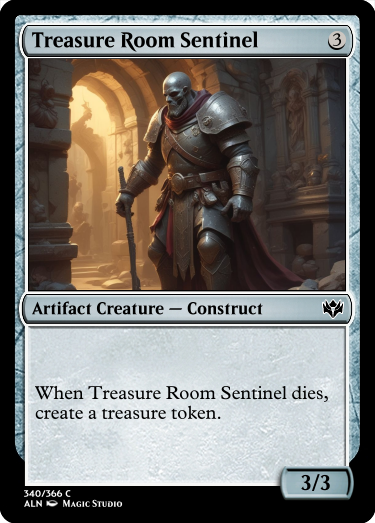 Treasure Room Sentinel 3
Artifact Creature — Construct
When Treasure Room Sentinel dies,
create a treasure token.
3/3
340/366 C
ALN Magic Studio